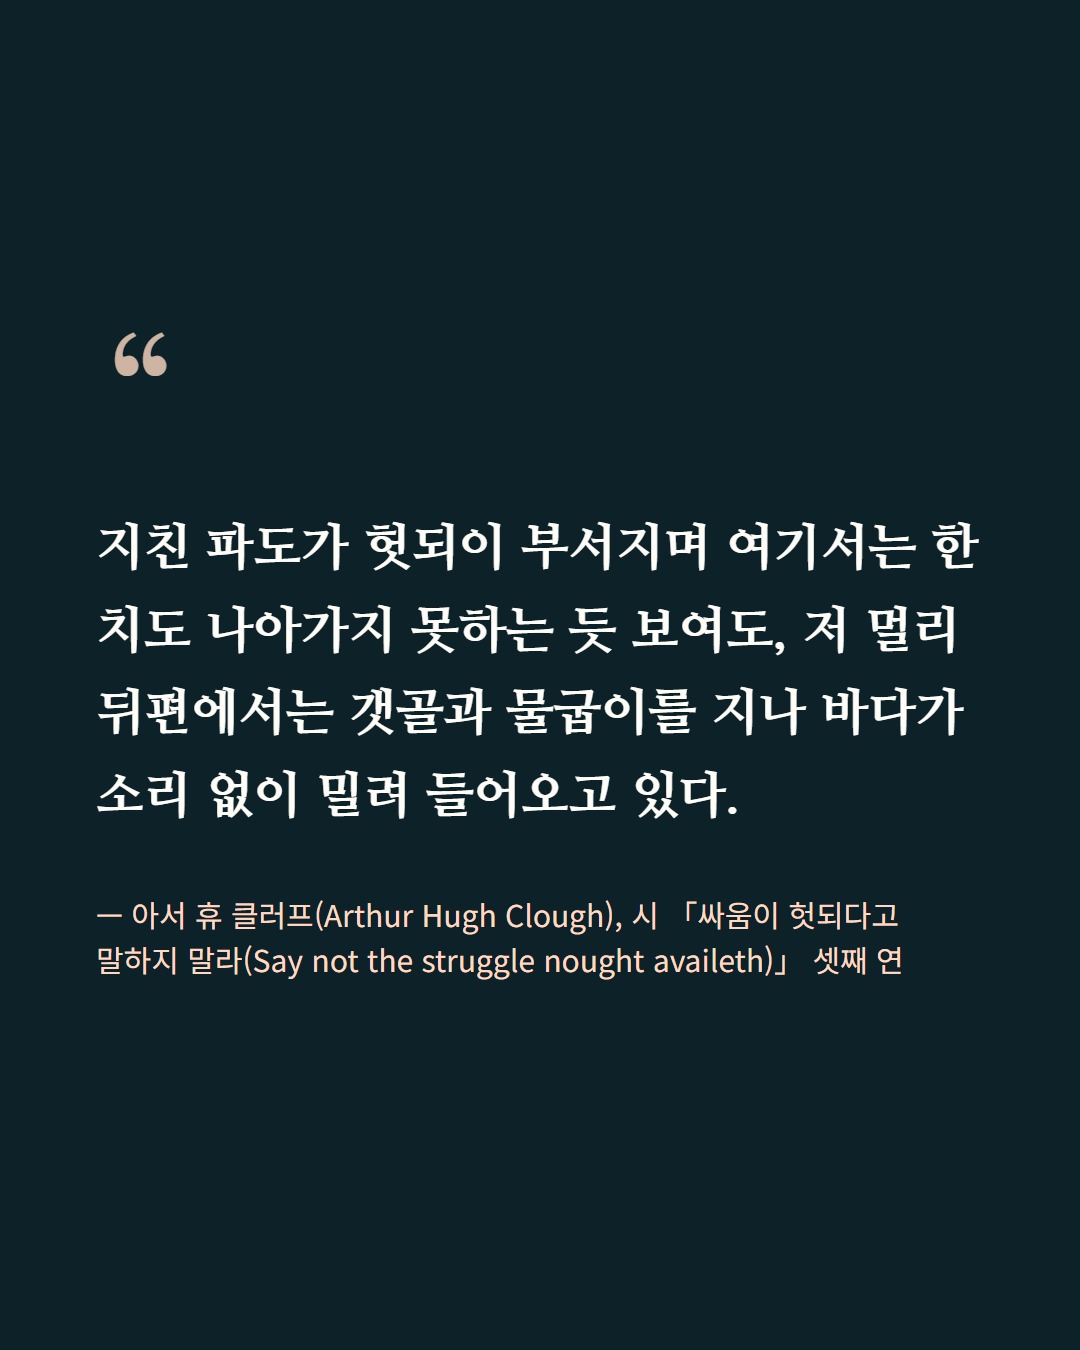 “
지친 파도가 헛되이 부서지며 여기서는 한
치도 나아가지 못하는 듯 보여도, 저 멀리
뒤편에서는 갯골과 물굽이를 지나 바다가
소리 없이 밀려 들어오고 있다.
— 아서 휴 클러프(Arthur Hugh Clough), 시 「싸움이 헛되다고
말하지 말라(Say not the struggle nought availeth)」 셋째 연